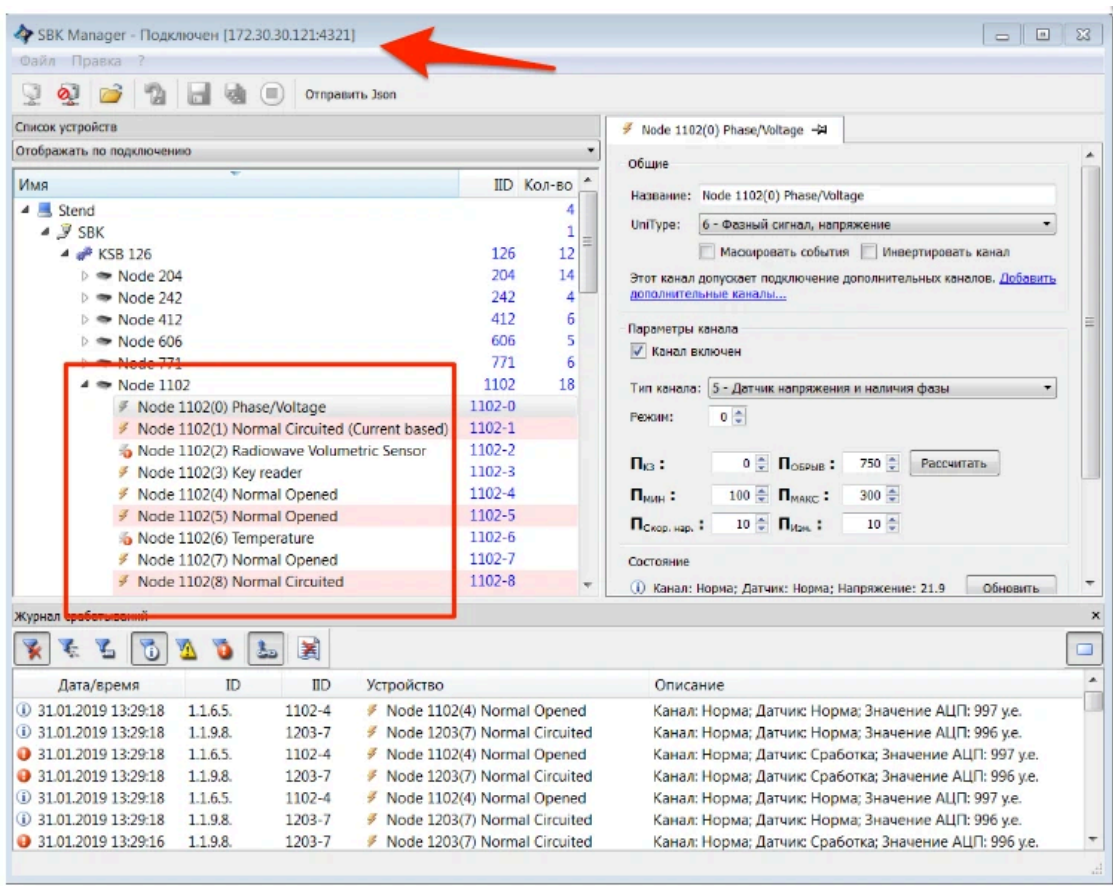 SBK Manager - Подключен [172.30.30.121:4321]
Файл Правка ?
Отправить Json
Список устройств
Отображать по подключению
Имя IID Кол-во
Stend 4
SBK 1
KSB 126 126 12
Node 204 204 14
Node 242 242 4
Node 412 412 6
Node 606 606 5
Node 771 771 6
Node 1102 1102 18
Node 1102(0) Phase/Voltage 1102-0
Node 1102(1) Normal Circuited (Current based) 1102-1
Node 1102(2) Radiowave Volumetric Sensor 1102-2
Node 1102(3) Key reader 1102-3
Node 1102(4) Normal Opened 1102-4
Node 1102(5) Normal Opened 1102-5
Node 1102(6) Temperature 1102-6
Node 1102(7) Normal Opened 1102-7
Node 1102(8) Normal Circuited 1102-8
Node 1102(0) Phase/Voltage
Общие
Название: Node 1102(0) Phase/Voltage
UniType: 6 - Фазный сигнал, напряжение
Маскировать события Инвертировать канал
Этот канал допускает подключение дополнительных каналов. Добавить
дополнительные каналы...
Параметры канала
Канал включен
Тип канала: 5 - Датчик напряжения и наличия фазы
Режим: 0
Пкз : 0 Побрыв : 750 Рассчитать
Пмин : 100 Пмакс : 300
Пскор. нар. : 10 Пизм. : 10
Состояние
Канал: Норма; Датчик: Норма; Напряжение: 21.9 Обновить
Журнал срабатываний
Дата/время ID IID Устройство Описание
31.01.2019 13:29:18 1.1.6.5. 1102-4 Node 1102(4) Normal Opened Канал: Норма; Датчик: Норма; Значение АЦП: 997 у.е.
31.01.2019 13:29:18 1.1.9.8. 1203-7 Node 1203(7) Normal Circuited Канал: Норма; Датчик: Норма; Значение АЦП: 996 у.е.
31.01.2019 13:29:18 1.1.6.5. 1102-4 Node 1102(4) Normal Opened Канал: Норма; Датчик: Сработка; Значение АЦП: 997 у.е.
31.01.2019 13:29:18 1.1.9.8. 1203-7 Node 1203(7) Normal Circuited Канал: Норма; Датчик: Сработка; Значение АЦП: 996 у.е.
31.01.2019 13:29:18 1.1.6.5. 1102-4 Node 1102(4) Normal Opened Канал: Норма; Датчик: Норма; Значение АЦП: 997 у.е.
31.01.2019 13:29:18 1.1.9.8. 1203-7 Node 1203(7) Normal Circuited Канал: Норма; Датчик: Норма; Значение АЦП: 996 у.е.
31.01.2019 13:29:16 1.1.9.8. 1203-7 Node 1203(7) Normal Circuited Канал: Норма; Датчик: Сработка; Значение АЦП: 996 у.е.